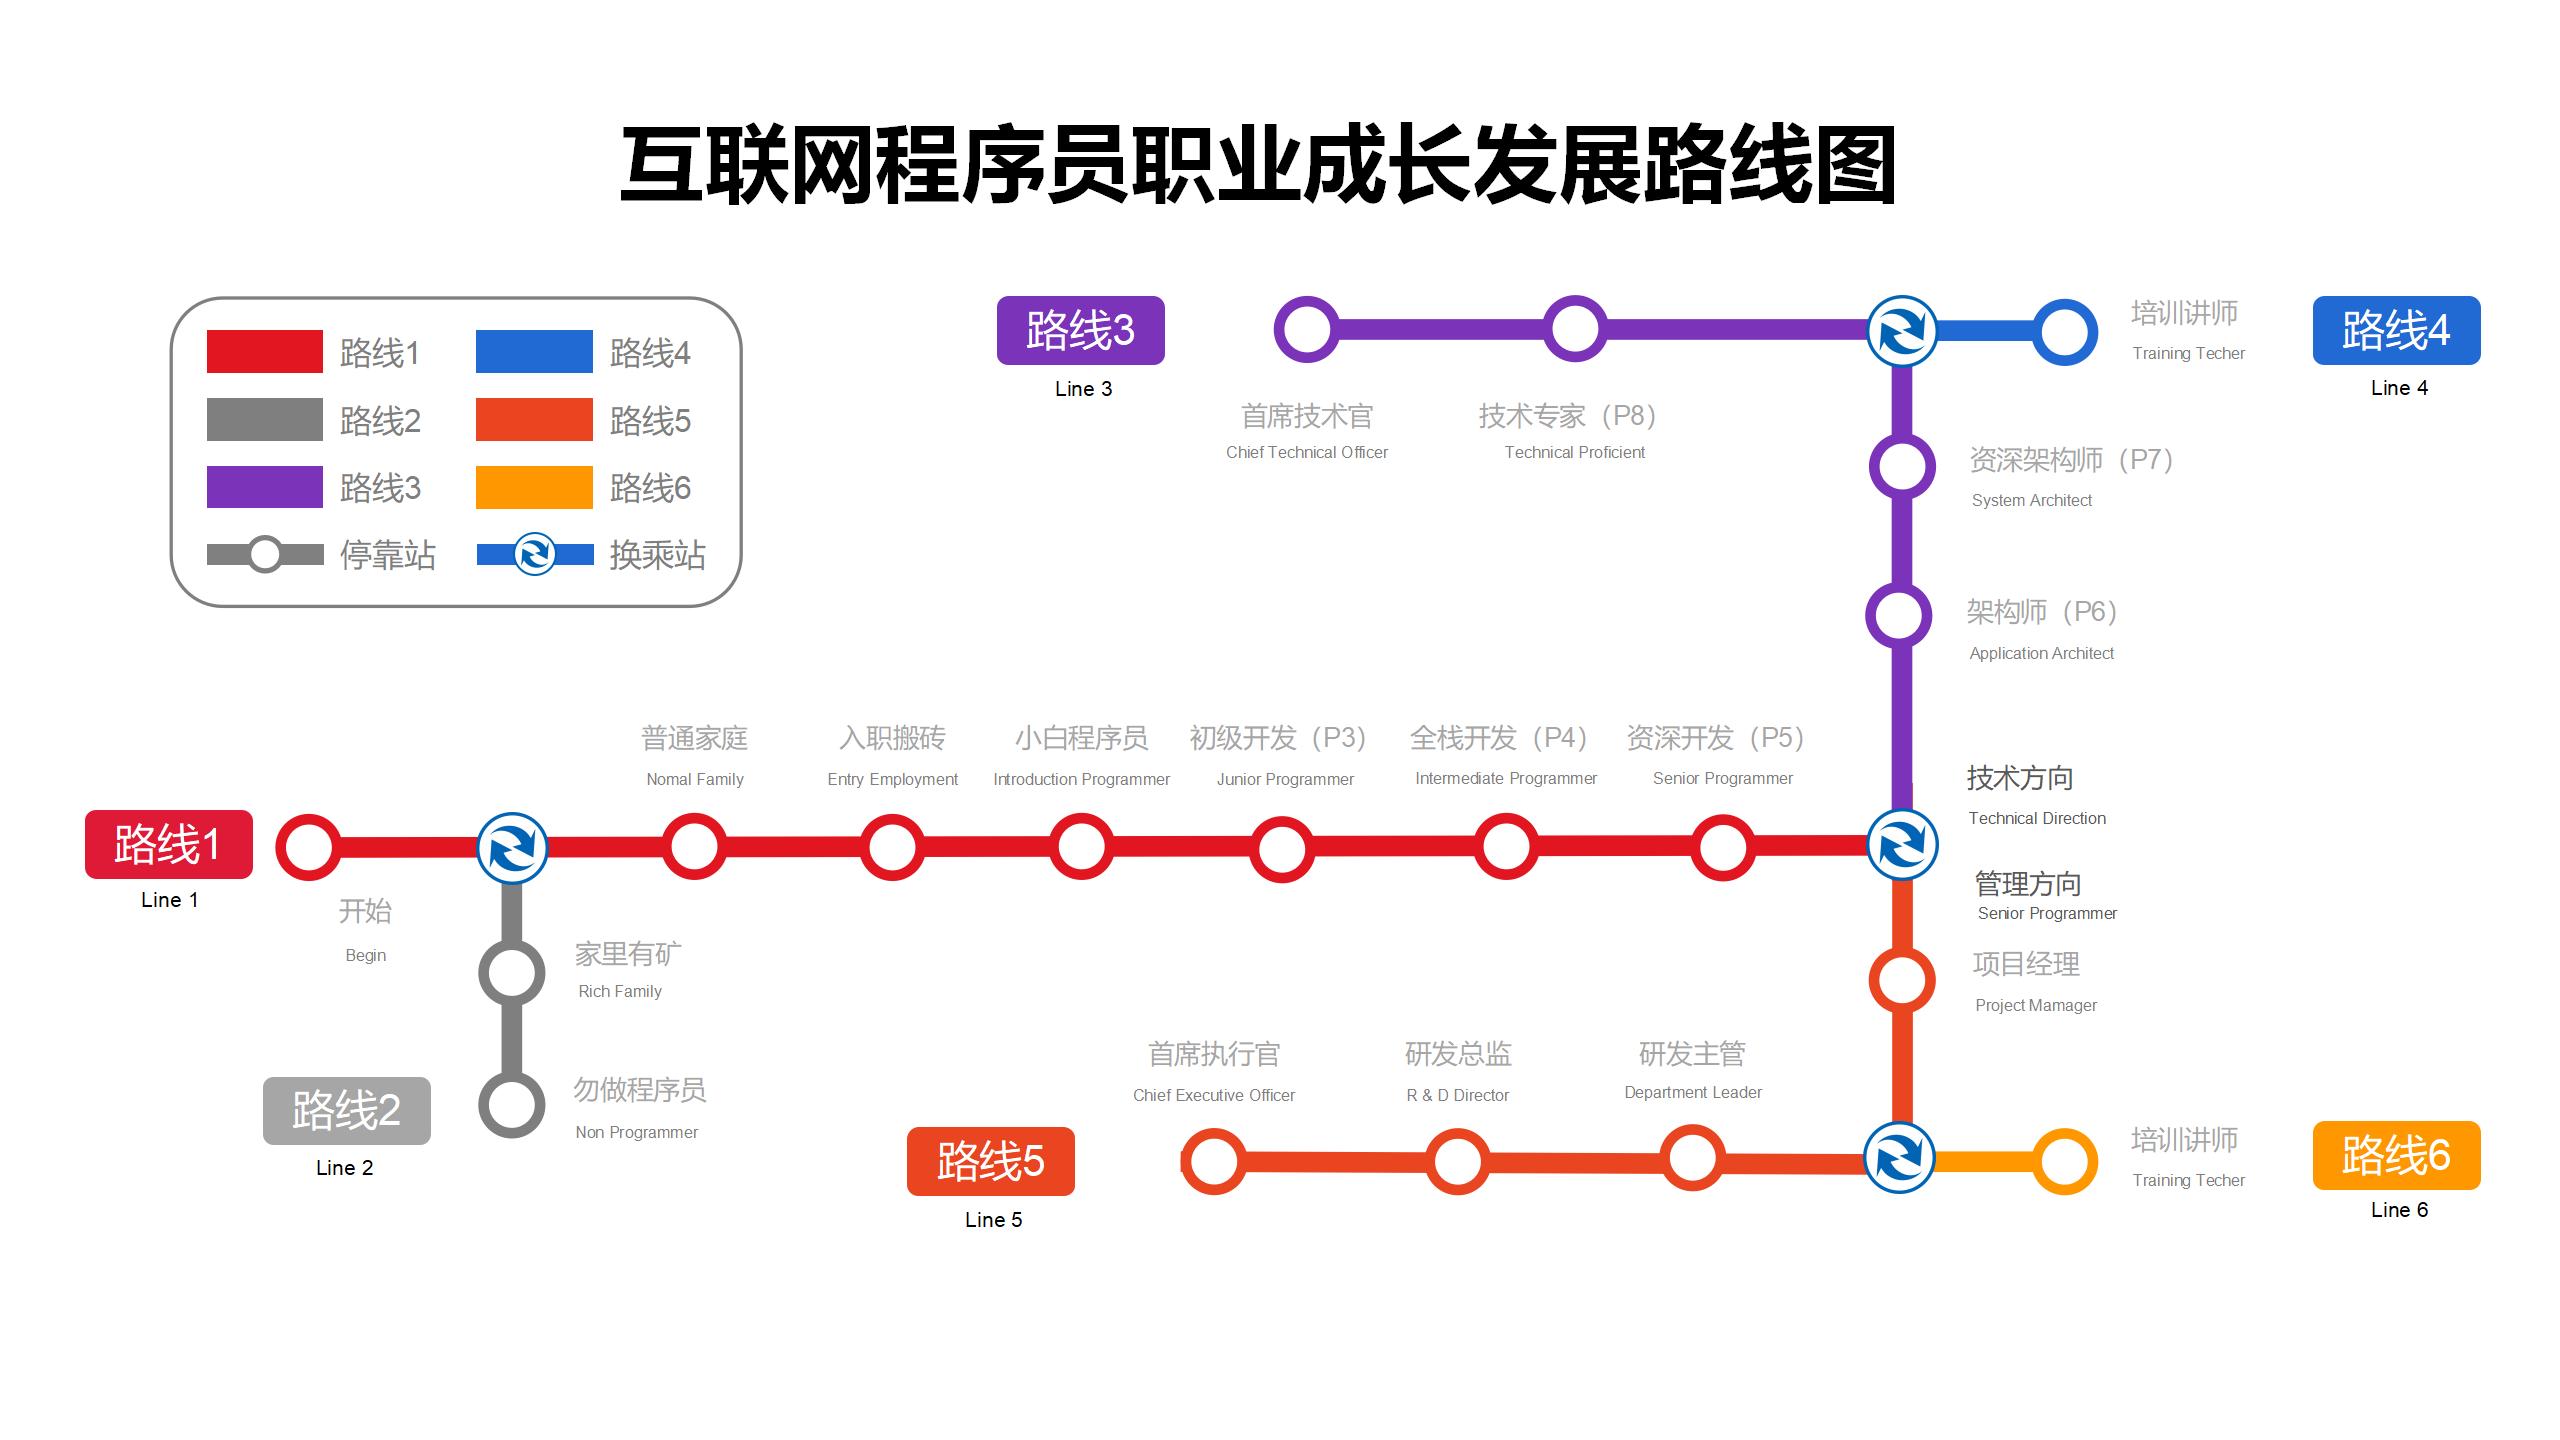 互联网程序员职业成长发展路线图
路线1
路线4
路线2
路线5
路线3
路线6
停靠站
换乘站
路线3
Line 3
首席技术官
Chief Technical Officer
技术专家（P8）
Technical Proficient
培训讲师
Training Techer
路线4
Line 4
资深架构师（P7）
System Architect
架构师（P6）
Application Architect
普通家庭
Nomal Family
入职搬砖
Entry Employment
小白程序员
Introduction Programmer
初级开发（P3）
Junior Programmer
全栈开发（P4）
Intermediate Programmer
资深开发（P5）
Senior Programmer
技术方向
Technical Direction
路线1
Line 1
开始
Begin
管理方向
Senior Programmer
家里有矿
Rich Family
项目经理
Project Mamager
路线2
Line 2
勿做程序员
Non Programmer
首席执行官
Chief Executive Officer
研发总监
R & D Director
研发主管
Department Leader
路线5
Line 5
培训讲师
Training Techer
路线6
Line 6